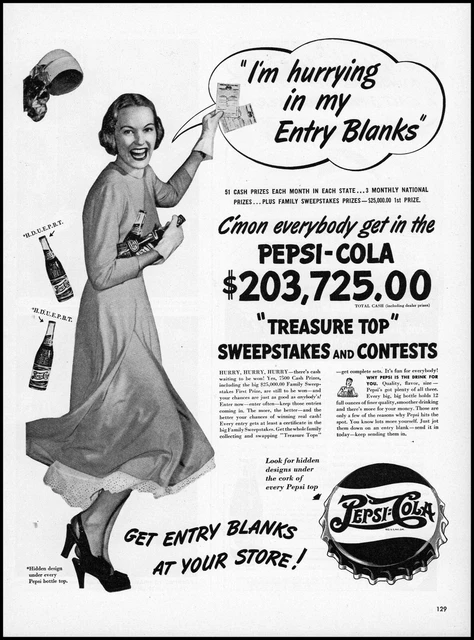 "I'm hurrying
in my
Entry Blanks"
51 CASH PRIZES EACH MONTH IN EACH STATE...3 MONTHLY NATIONAL
PRIZES...PLUS FAMILY SWEEPSTAKES PRIZES—$25,000.00 1st PRIZE.
C'mon everybody get in the
PEPSI-COLA
$203,725.00
TOTAL CASH (including dealer prizes)
"TREASURE TOP"
SWEEPSTAKES AND CONTESTS
HURRY, HURRY, HURRY—there's cash
waiting to be won! Yes, 7500 Cash Prizes,
including the big $25,000.00 Family Sweep-
stakes First Prize, are still to be won—and
your chances are just as good as anybody's!
Enter now—enter often—keep those entries
coming in. The more, the better—and the
better your chances of winning real cash!
Every entry gets at least a certificate in the
big Family Sweepstakes. Get the whole family
collecting and swapping "Treasure Tops"
—get complete sets. It's fun for everybody!
WHY PEPSI IS THE DRINK FOR
YOU. Quality, flavor, size—
Pepsi's got plenty of all three.
Every big, big bottle holds 12
full ounces of finer quality, smoother drinking
and there's more for your money. Those are
only a few of the reasons why Pepsi hits the
spot. You know lots more yourself. Just jot
them down on an entry blank—send it in
today—keep sending them in.
*H.D.U.E.P.B.T.
*H.D.U.E.P.B.T.
Look for hidden
designs under
the cork of
every Pepsi top
PEPSI-COLA
GET ENTRY BLANKS
AT YOUR STORE!
*Hidden design
under every
Pepsi bottle top.
129